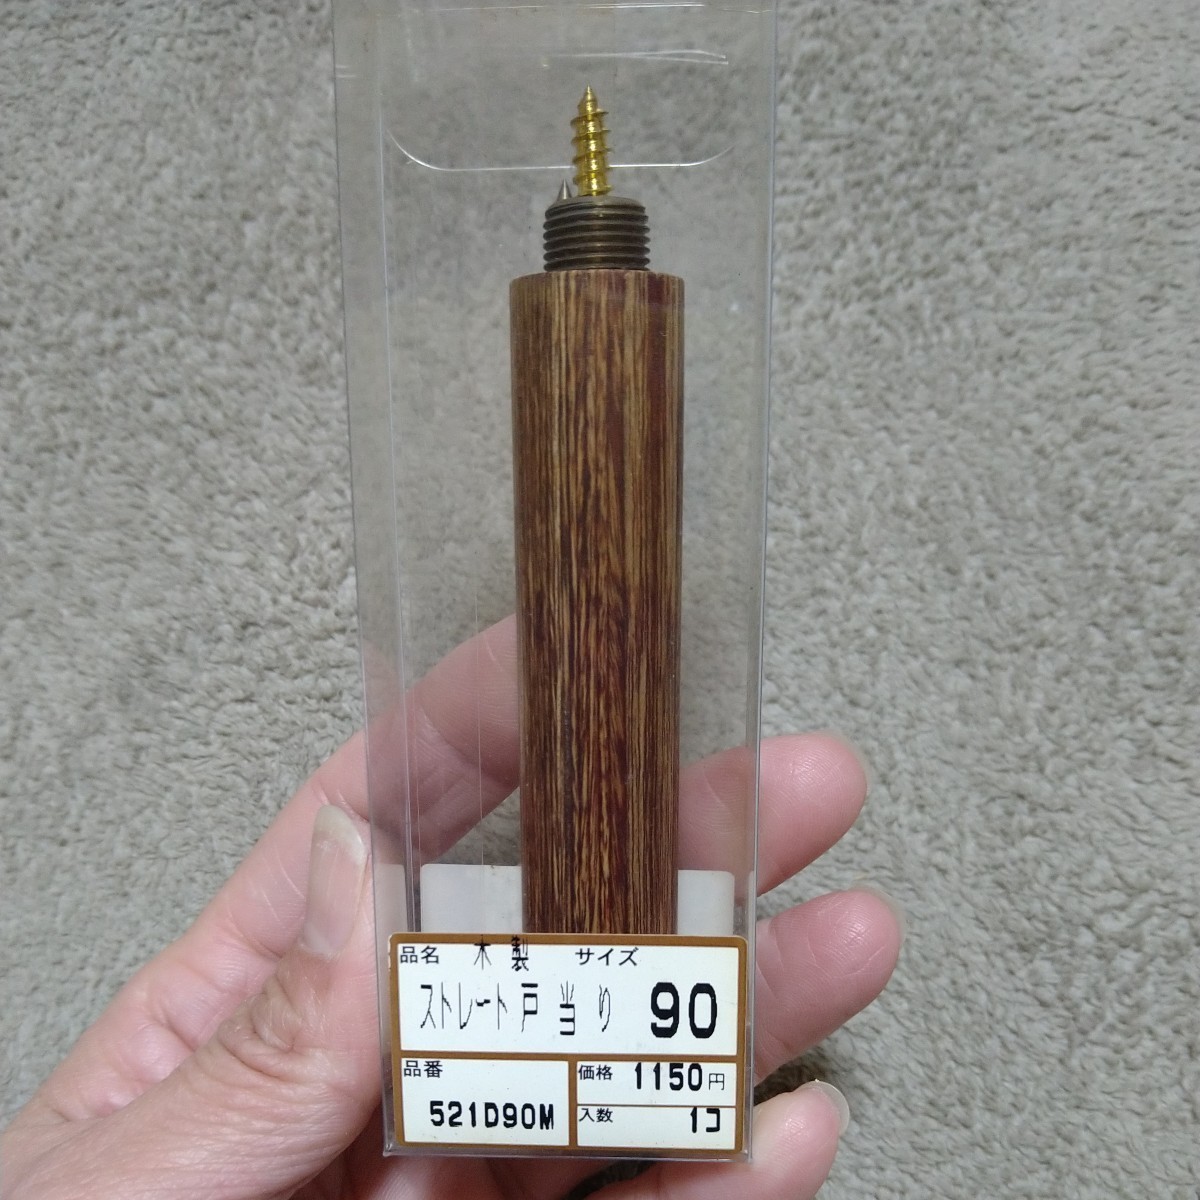 品名 木製 サイズ
ストレート戸当り 90
品番
521D90M
価格 1150円
入数 1コ